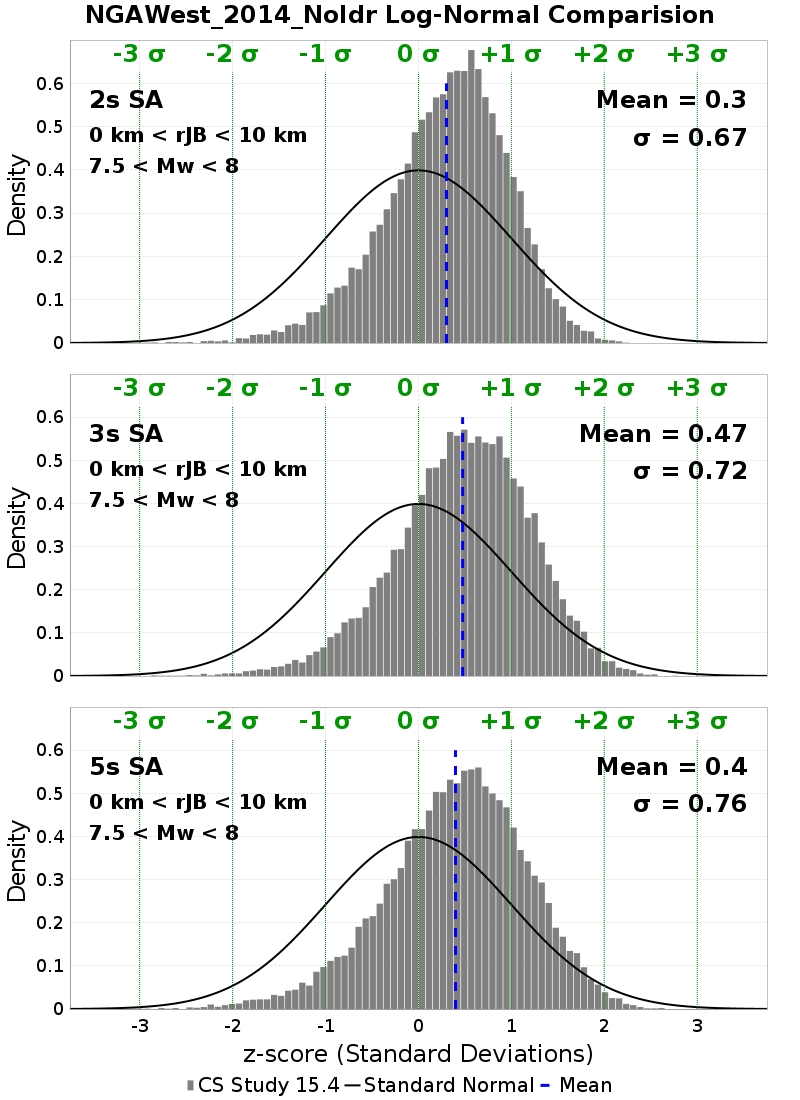 NGAWest_2014_NoIdr Log-Normal Comparision
-3 σ -2 σ -1 σ 0 σ +1 σ +2 σ +3 σ
2s SA
Mean = 0.3
0 km < rJB < 10 km
σ = 0.67
7.5 < Mw < 8
Density
0.6
0.5
0.4
0.3
0.2
0.1
0
-3 σ -2 σ -1 σ 0 σ +1 σ +2 σ +3 σ
3s SA
Mean = 0.47
0 km < rJB < 10 km
σ = 0.72
7.5 < Mw < 8
Density
0.6
0.5
0.4
0.3
0.2
0.1
0
-3 σ -2 σ -1 σ 0 σ +1 σ +2 σ +3 σ
5s SA
Mean = 0.4
0 km < rJB < 10 km
σ = 0.76
7.5 < Mw < 8
Density
0.6
0.5
0.4
0.3
0.2
0.1
0
-3 -2 -1 0 1 2 3
z-score (Standard Deviations)
CS Study 15.4 Standard Normal Mean